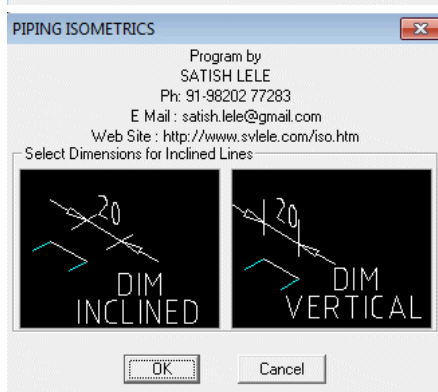 PIPING ISOMETRICS
Program by
SATISH LELE
Ph: 91-98202 77283
E Mail : satish.lele@gmail.com
Web Site : http://www.svlele.com/iso.htm
Select Dimensions for Inclined Lines
20
DIM
INCLINED
20
DIM
VERTICAL
OK
Cancel